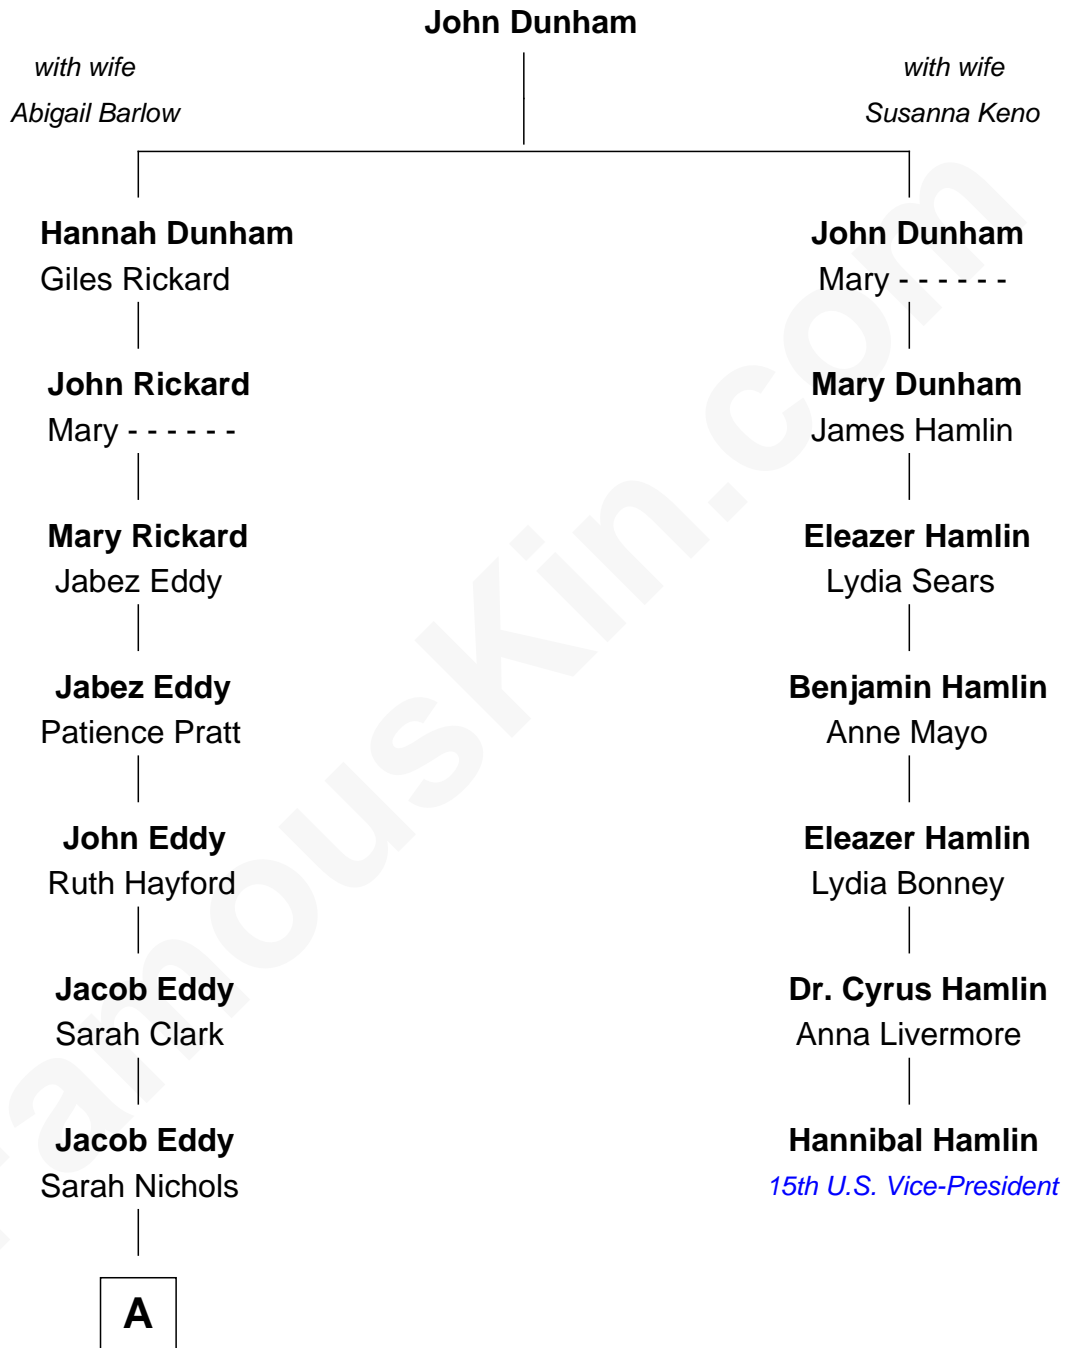 John Dunham
with wife
Abigail Barlow
with wife
Susanna Keno
Hannah Dunham
Giles Rickard
John Dunham
Mary - - - - - -
John Rickard
Mary - - - - - -
Mary Dunham
James Hamlin
Mary Rickard
Jabez Eddy
Eleazer Hamlin
Lydia Sears
Jabez Eddy
Patience Pratt
Benjamin Hamlin
Anne Mayo
John Eddy
Ruth Hayford
Eleazer Hamlin
Lydia Bonney
Jacob Eddy
Sarah Clark
Dr. Cyrus Hamlin
Anna Livermore
Jacob Eddy
Sarah Nichols
Hannibal Hamlin
15th U.S. Vice-President
A
FamousKin.com